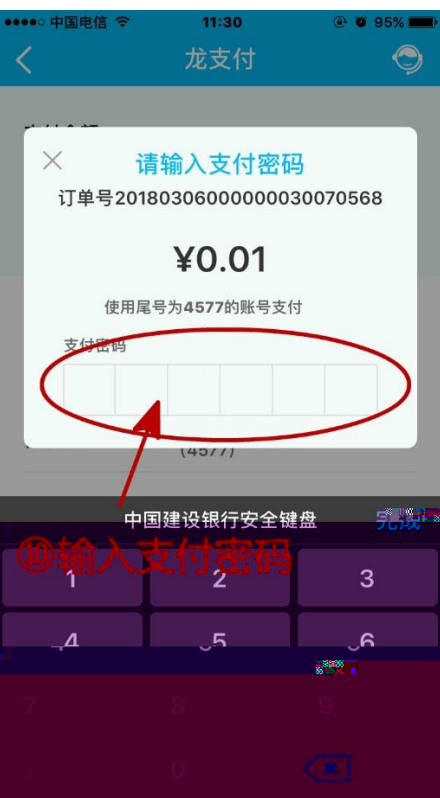 中国电信 11:30 95%
龙支付
请输入支付密码
订单号20180306000000030070568
¥0.01
使用尾号为4577的账号支付
支付密码
(4577)
中国建设银行安全键盘 完成
⑩输入支付密码
1 2 3
4 5 6
7 8 9
. 0